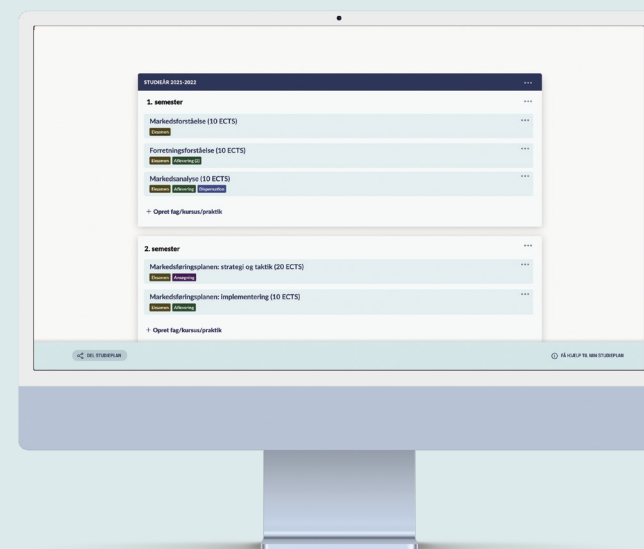 STUDIEÅR 2021-2022
1. semester
Markedsforståelse (10 ECTS)
Eksamen
Forretningsforståelse (10 ECTS)
Eksamen Aflevering (2)
Markedsanalyse (10 ECTS)
Eksamen Aflevering Dispensation
+ Opret fag/kursus/praktik
2. semester
Markedsføringsplanen: strategi og taktik (20 ECTS)
Eksamen Ansøgning
Markedsføringsplanen: implementering (10 ECTS)
Eksamen Aflevering
+ Opret fag/kursus/praktik
DEL STUDIEPLAN
FÅ HJÆLP TIL MIN STUDIEPLAN